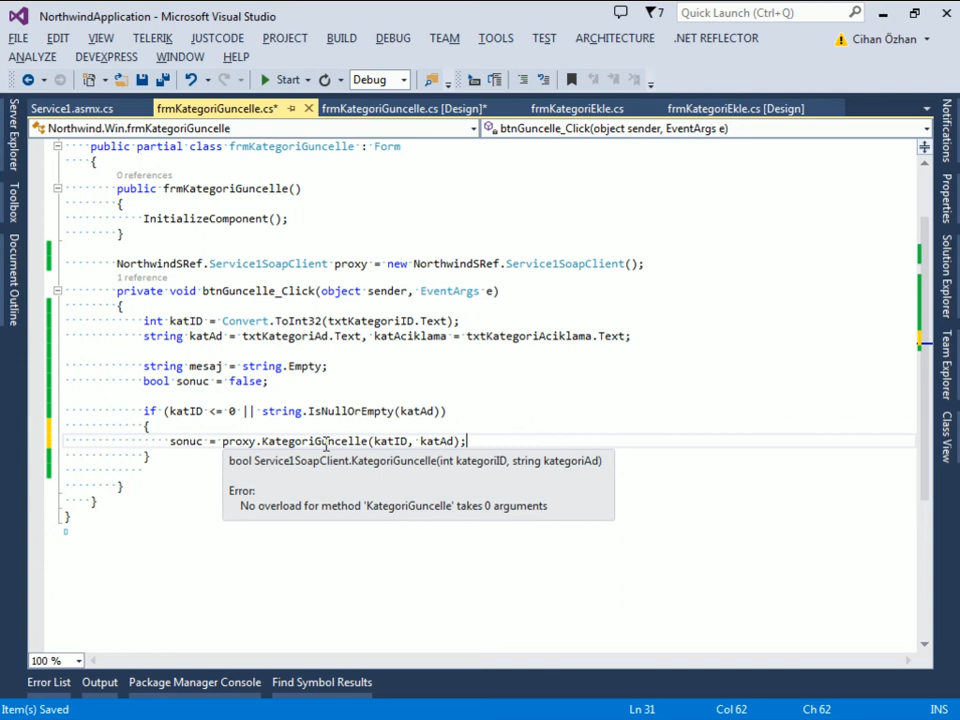 NorthwindApplication - Microsoft Visual Studio
7
Quick Launch (Ctrl+Q)
FILE EDIT VIEW TELERIK JUSTCODE PROJECT BUILD DEBUG TEAM TOOLS TEST ARCHITECTURE .NET REFLECTOR
Cihan Özhan
ANALYZE DEVEXPRESS WINDOW HELP
Start Debug
Service1.asmx.cs frmKategoriGuncelle.cs* frmKategoriGuncelle.cs [Design]* frmKategoriEkle.cs frmKategoriEkle.cs [Design]
Northwind.Win.frmKategoriGuncelle btnGuncelle_Click(object sender, EventArgs e)
Server Explorer
Toolbox
Document Outline
public partial class frmKategoriGuncelle : Form
{
0 references
public frmKategoriGuncelle()
{
InitializeComponent();
}
NorthwindSRef.Service1SoapClient proxy = new NorthwindSRef.Service1SoapClient();
1 reference
private void btnGuncelle_Click(object sender, EventArgs e)
{
int katID = Convert.ToInt32(txtKategoriID.Text);
string katAd = txtKategoriAd.Text, katAciklama = txtKategoriAciklama.Text;
string mesaj = string.Empty;
bool sonuc = false;
if (katID <= 0 || string.IsNullOrEmpty(katAd))
{
sonuc = proxy.KategoriGuncelle(katID, katAd);
}
bool Service1SoapClient.KategoriGuncelle(int kategoriID, string kategoriAd)
Error:
No overload for method 'KategoriGuncelle' takes 0 arguments
}
}
}
Notifications
Properties
Solution Explorer
Team Explorer
Class View
100 %
Error List Output Package Manager Console Find Symbol Results
Item(s) Saved Ln 31 Col 62 Ch 62 INS